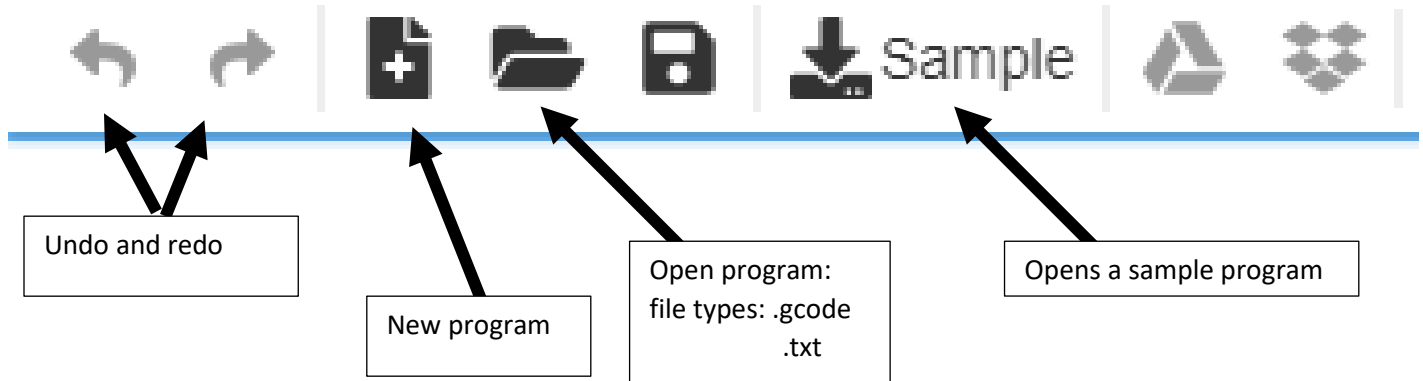 Sample
Undo and redo
New program
Open program:
file types: .gcode
.txt
Opens a sample program